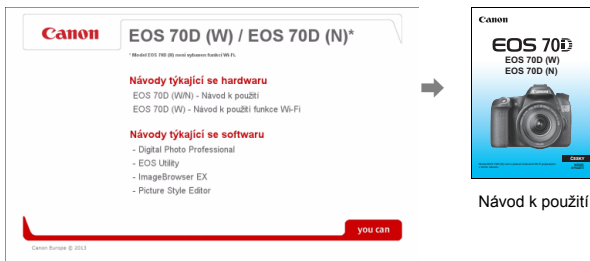 Canon
EOS 70D (W) / EOS 70D (N)*
* Model EOS 70D (N) není vybaven funkcí Wi-Fi.
Návody týkající se hardwaru
EOS 70D (W/N) - Návod k použití
EOS 70D (W) - Návod k použití funkce Wi-Fi
Návody týkající se softwaru
- Digital Photo Professional
- EOS Utility
- ImageBrowser EX
- Picture Style Editor
you can
Canon Europe © 2013
Canon
EOS 70D
EOS 70D (W)
EOS 70D (N)
ČESKY
Návod k použití